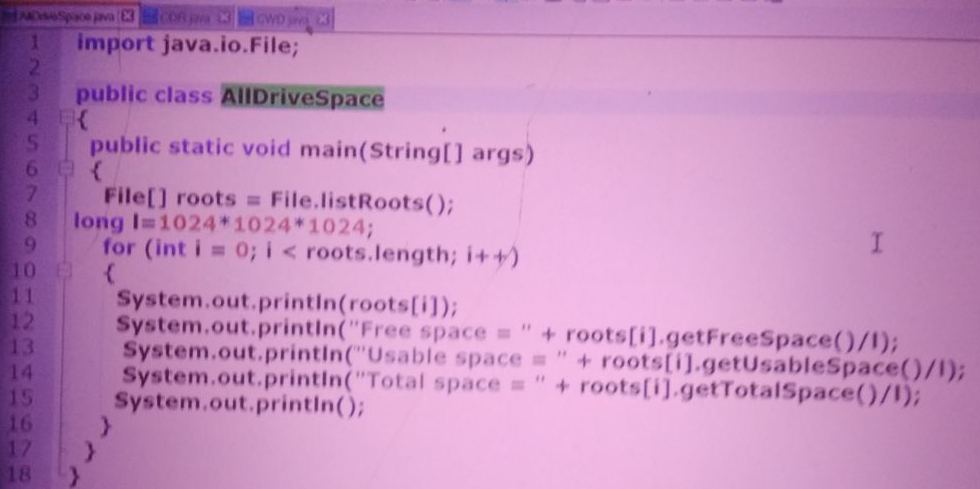 AllDriveSpace.java CDR.java CWD.java
1 import java.io.File;
2
3 public class AllDriveSpace
4 {
5 public static void main(String[] args)
6 {
7 File[] roots = File.listRoots();
8 long l=1024*1024*1024;
9 for (int i = 0; i < roots.length; i++)
10 {
11 System.out.println(roots[i]);
12 System.out.println("Free space = " + roots[i].getFreeSpace()/l);
13 System.out.println("Usable space = " + roots[i].getUsableSpace()/l);
14 System.out.println("Total space = " + roots[i].getTotalSpace()/l);
15 System.out.println();
16 }
17 }
18 }